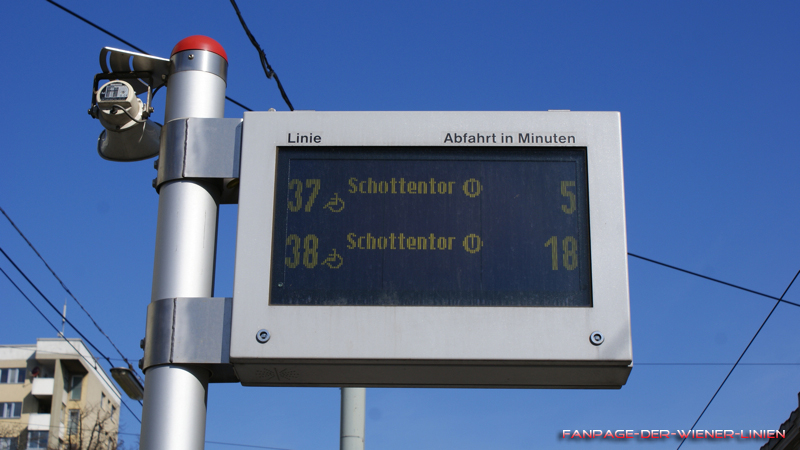 Linie Abfahrt in Minuten
37 Schottentor U 5
38 Schottentor U 18
FANPAGE-DER-WIENER-LINIEN